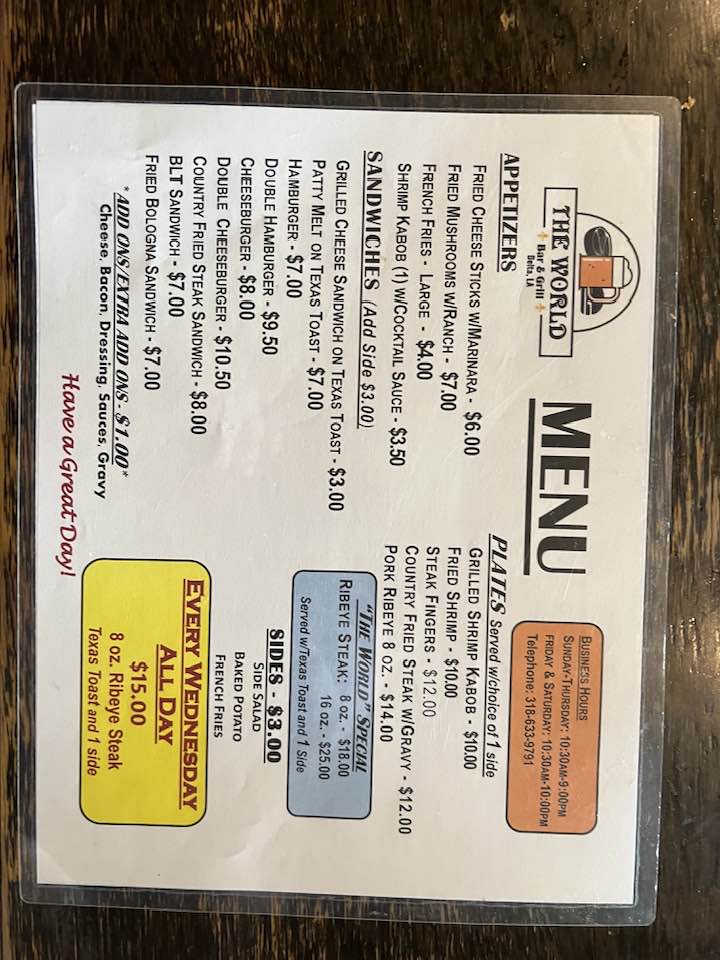 THE WORLD
Bar & Grill
Delta, LA
MENU
BUSINESS HOURS
SUNDAY-THURSDAY: 10:30AM-9:00PM
FRIDAY & SATURDAY: 10:30AM-10:00PM
Telephone: 318-633-9791
APPETIZERS
FRIED CHEESE STICKS W/MARINARA - $6.00
FRIED MUSHROOMS W/RANCH - $7.00
FRENCH FRIES - LARGE - $4.00
SHRIMP KABOB (1) W/COCKTAIL SAUCE - $3.50
SANDWICHES (Add Side $3.00)
GRILLED CHEESE SANDWICH ON TEXAS TOAST - $3.00
PATTY MELT ON TEXAS TOAST - $7.00
HAMBURGER - $7.00
DOUBLE HAMBURGER - $9.50
CHEESEBURGER - $8.00
DOUBLE CHEESEBURGER - $10.50
COUNTRY FRIED STEAK SANDWICH - $8.00
BLT SANDWICH - $7.00
FRIED BOLOGNA SANDWICH - $7.00
*ADD ONS/EXTRA ADD ONS - $1.00*
Cheese, Bacon, Dressing, Sauces, Gravy
Have a Great Day!
PLATES Served w/choice of 1 side
GRILLED SHRIMP KABOB - $10.00
FRIED SHRIMP - $10.00
STEAK FINGERS - $12.00
COUNTRY FRIED STEAK W/GRAVY - $12.00
PORK RIBEYE 8 OZ. - $14.00
"THE WORLD" SPECIAL
RIBEYE STEAK: 8 OZ. - $18.00
16 OZ. - $25.00
Served w/Texas Toast and 1 Side
SIDES - $3.00
SIDE SALAD
BAKED POTATO
FRENCH FRIES
EVERY WEDNESDAY
ALL DAY
$15.00
8 oz. Ribeye Steak
Texas Toast and 1 side